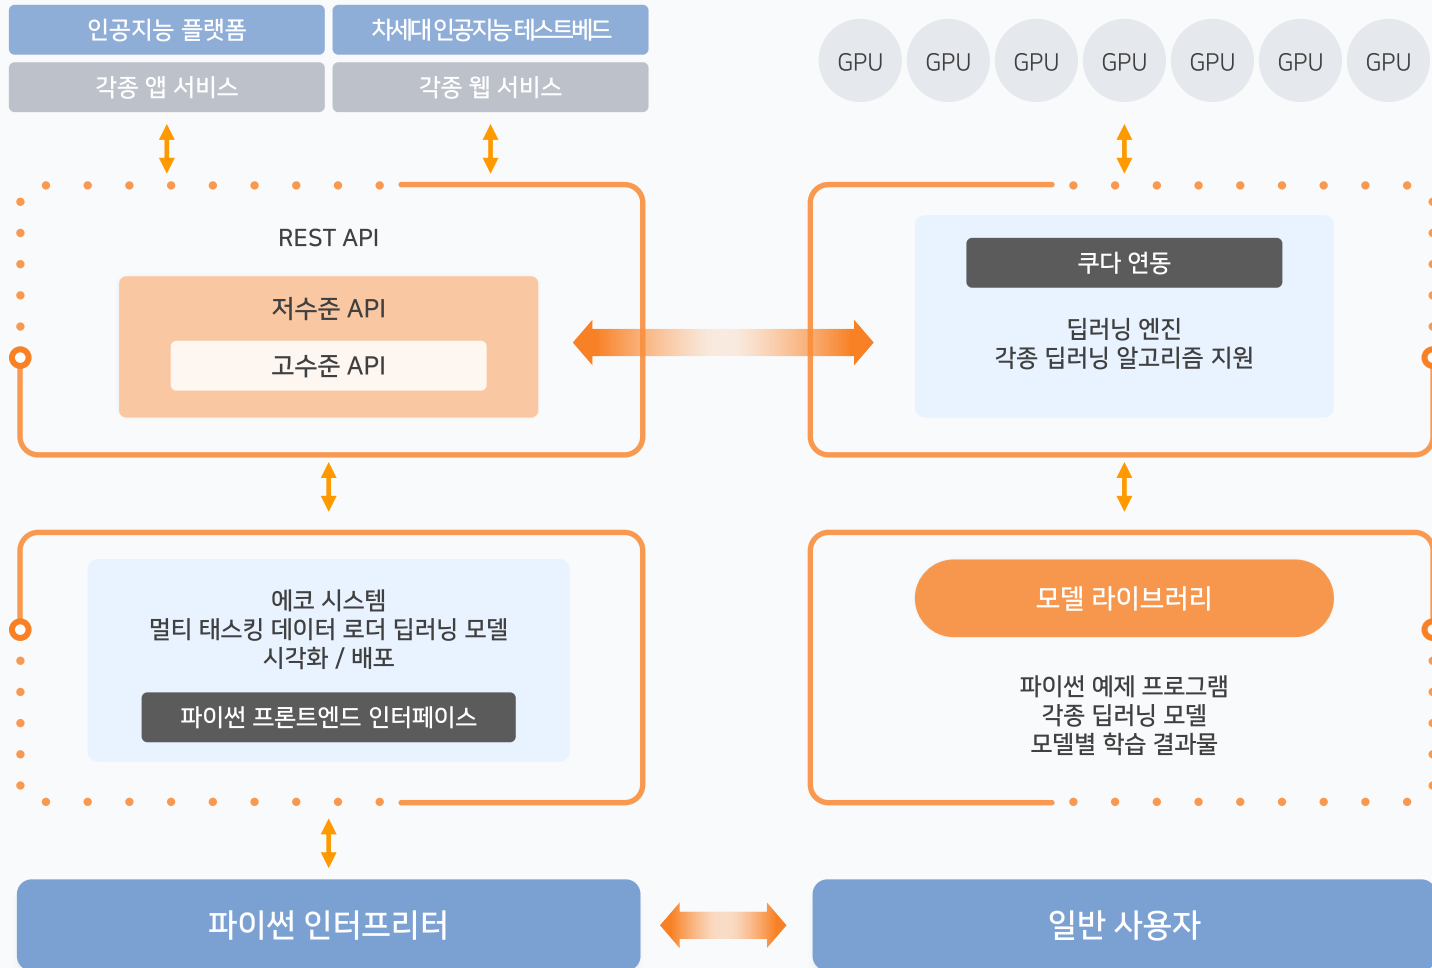 인공지능 플랫폼
차세대 인공지능 테스트베드
각종 앱 서비스
각종 웹 서비스
GPU
GPU
GPU
GPU
GPU
GPU
GPU
REST API
저수준 API
고수준 API
쿠다 연동
딥러닝 엔진
각종 딥러닝 알고리즘 지원
에코 시스템
멀티 태스킹 데이터 로더 딥러닝 모델
시각화 / 배포
파이썬 프론트엔드 인터페이스
모델 라이브러리
파이썬 예제 프로그램
각종 딥러닝 모델
모델별 학습 결과물
파이썬 인터프리터
일반 사용자